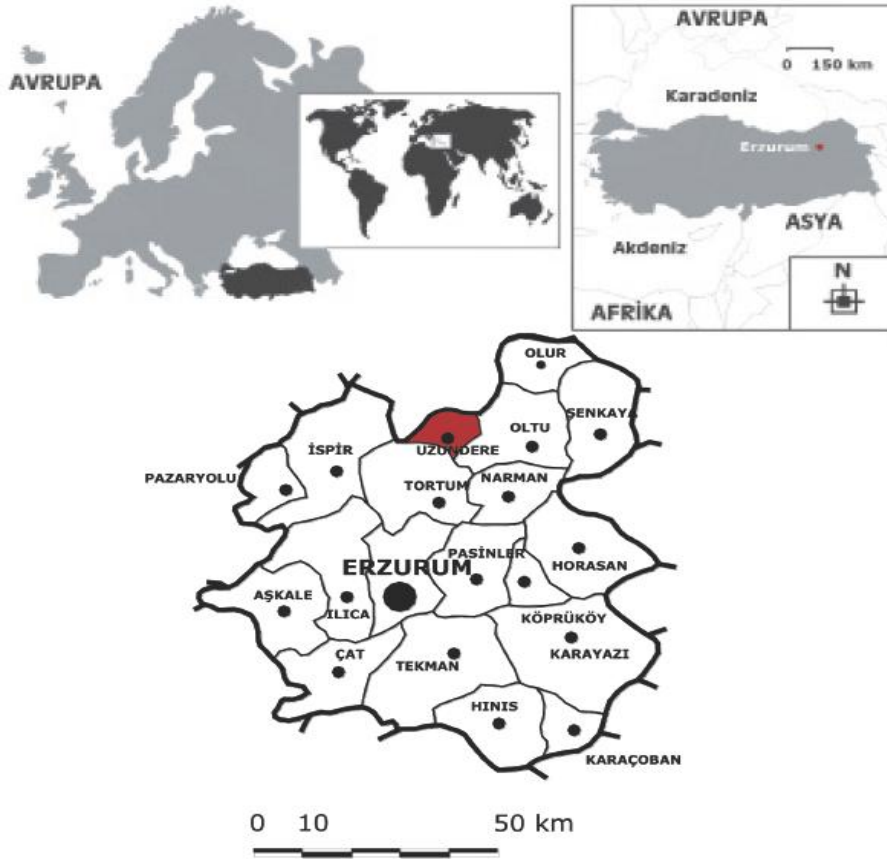 AVRUPA
AVRUPA
0 150 km
Karadeniz
Erzurum
ASYA
Akdeniz
N
AFRİKA
OLUR
ŞENKAYA
OLTU
UZUNDERE
İSPİR
PAZARYOLU
NARMAN
TORTUM
PASİNLER
HORASAN
ERZURUM
AŞKALE
ILICA
KÖPRÜKÖY
ÇAT
KARAYAZI
TEKMAN
HINIS
KARAÇOBAN
0 10 50 km